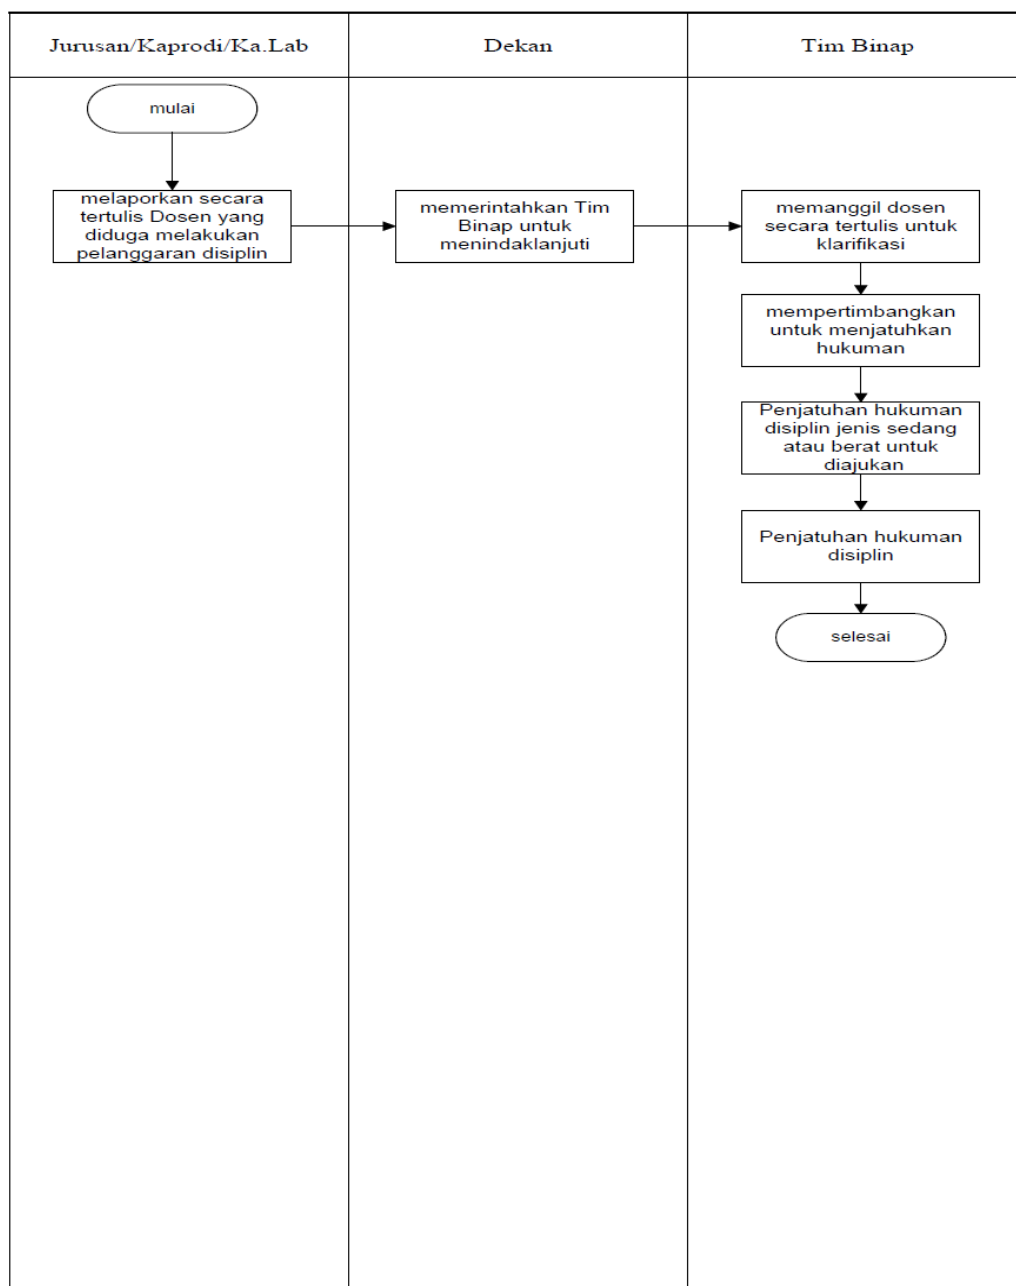 Jurusan/Kaprodi/Ka.Lab
Dekan
Tim Binap
mulai
melaporkan secara
tertulis Dosen yang
diduga melakukan
pelanggaran disiplin
memerintahkan Tim
Binap untuk
menindaklanjuti
memanggil dosen
secara tertulis untuk
klarifikasi
mempertimbangkan
untuk menjatuhkan
hukuman
Penjatuhan hukuman
disiplin jenis sedang
atau berat untuk
diajukan
Penjatuhan hukuman
disiplin
selesai